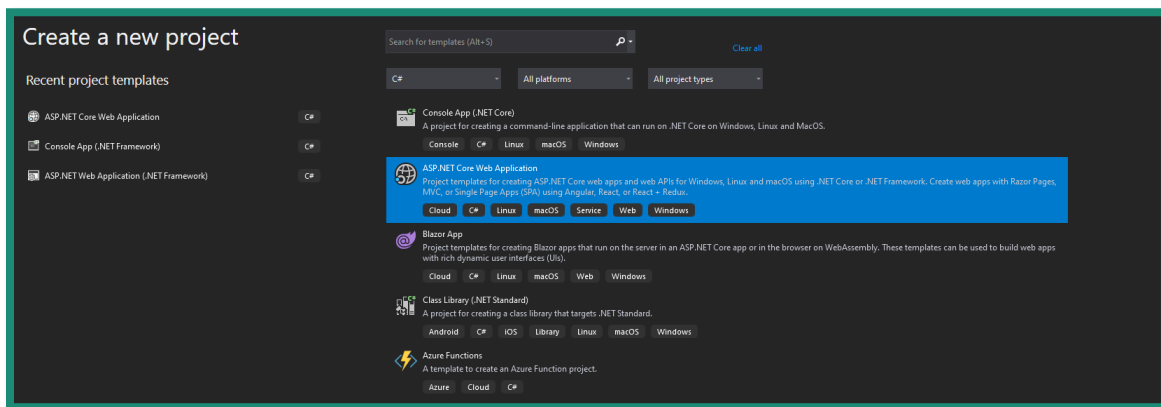 Create a new project
Recent project templates
ASP.NET Core Web Application C#
Console App (.NET Framework) C#
ASP.NET Web Application (.NET Framework) C#
Search for templates (Alt+S)
Clear all
C# All platforms All project types
Console App (.NET Core)
A project for creating a command-line application that can run on .NET Core on Windows, Linux and MacOS.
Console C# Linux macOS Windows
ASP.NET Core Web Application
Project templates for creating ASP.NET Core web apps and web APIs for Windows, Linux and macOS using .NET Core or .NET Framework. Create web apps with Razor Pages,
MVC, or Single Page Apps (SPA) using Angular, React, or React + Redux.
Cloud C# Linux macOS Service Web Windows
Blazor App
Project templates for creating Blazor apps that run on the server in an ASP.NET Core app or in the browser on WebAssembly. These templates can be used to build web apps
with rich dynamic user interfaces (UIs).
Cloud C# Linux macOS Web Windows
Class Library (.NET Standard)
A project for creating a class library that targets .NET Standard.
Android C# iOS Library Linux macOS Windows
Azure Functions
A template to create an Azure Function project.
Azure Cloud C#